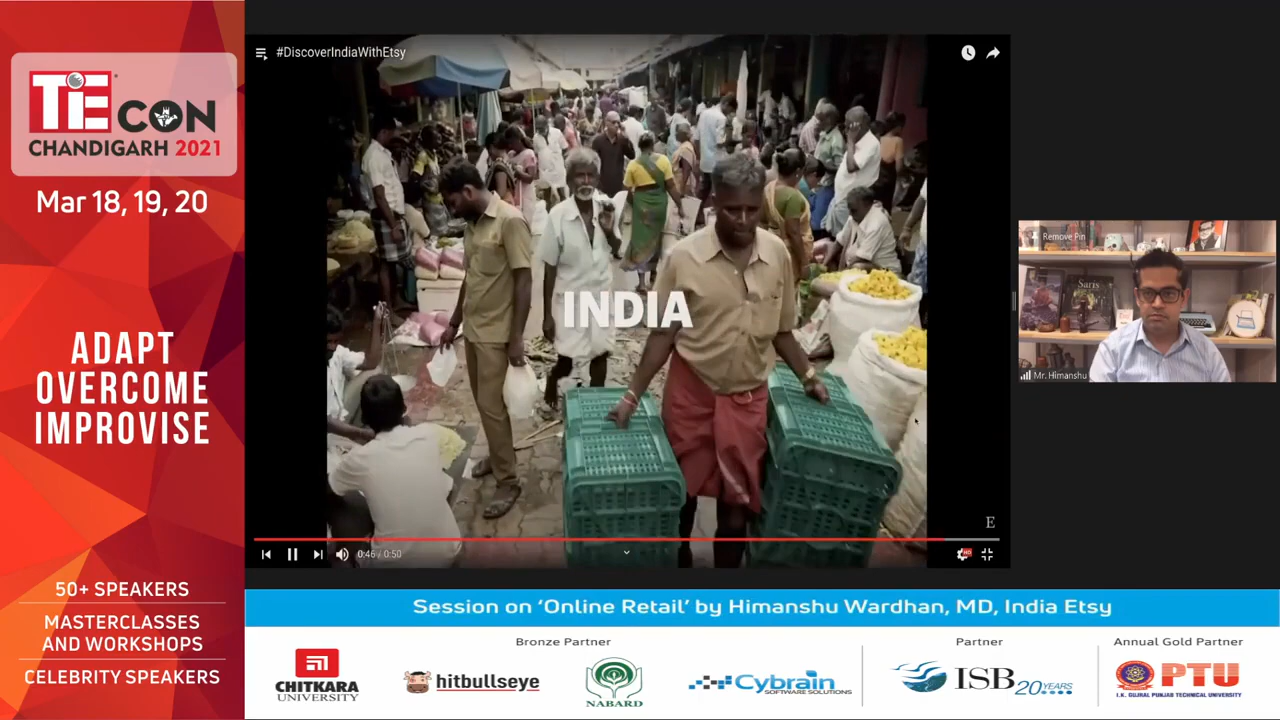 TiE CON
CHANDIGARH 2021
Mar 18, 19, 20
ADAPT
OVERCOME
IMPROVISE
50+ SPEAKERS
MASTERCLASSES
AND WORKSHOPS
CELEBRITY SPEAKERS
#DiscoverIndiaWithEtsy
INDIA
E
0:46 / 0:50
HD
Remove Pin
Saris
Mr. Himanshu
Session on ‘Online Retail’ by Himanshu Wardhan, MD, India Etsy
Bronze Partner
CHITKARA
UNIVERSITY
hitbullseye
NABARD
Cybrain
SOFTWARE SOLUTIONS
Partner
ISB 20 YEARS
Annual Gold Partner
PTU
I.K. GUJRAL PUNJAB TECHNICAL UNIVERSITY